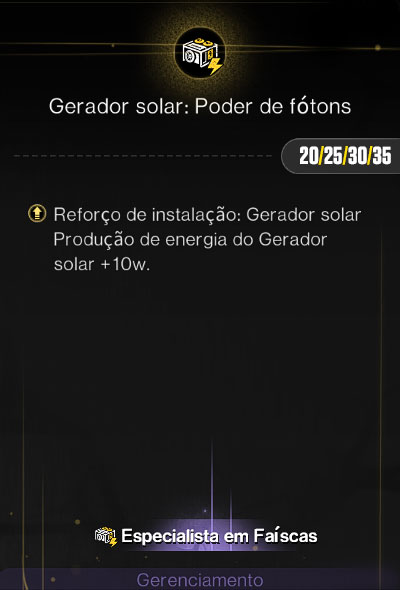 Gerador solar: Poder de fótons
20/25/30/35
Reforço de instalação: Gerador solar
Produção de energia do Gerador
solar +10w.
Especialista em Faíscas
Gerenciamento